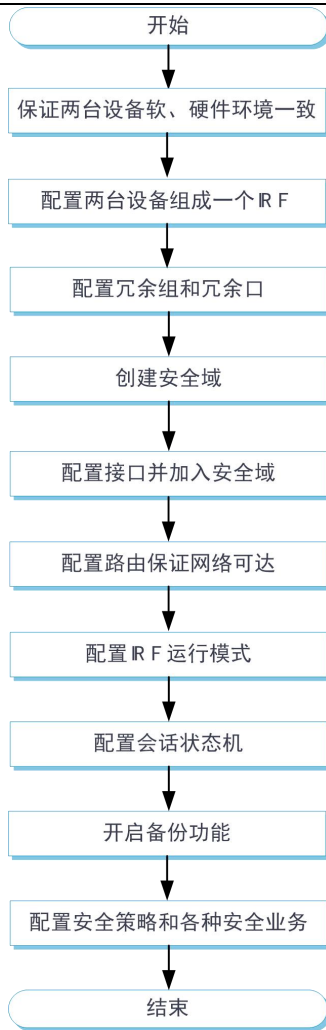 开始
保证两台设备软、硬件环境一致
配置两台设备组成一个IRF
配置冗余组和冗余口
创建安全域
配置接口并加入安全域
配置路由保证网络可达
配置IRF运行模式
配置会话状态机
开启备份功能
配置安全策略和各种安全业务
结束